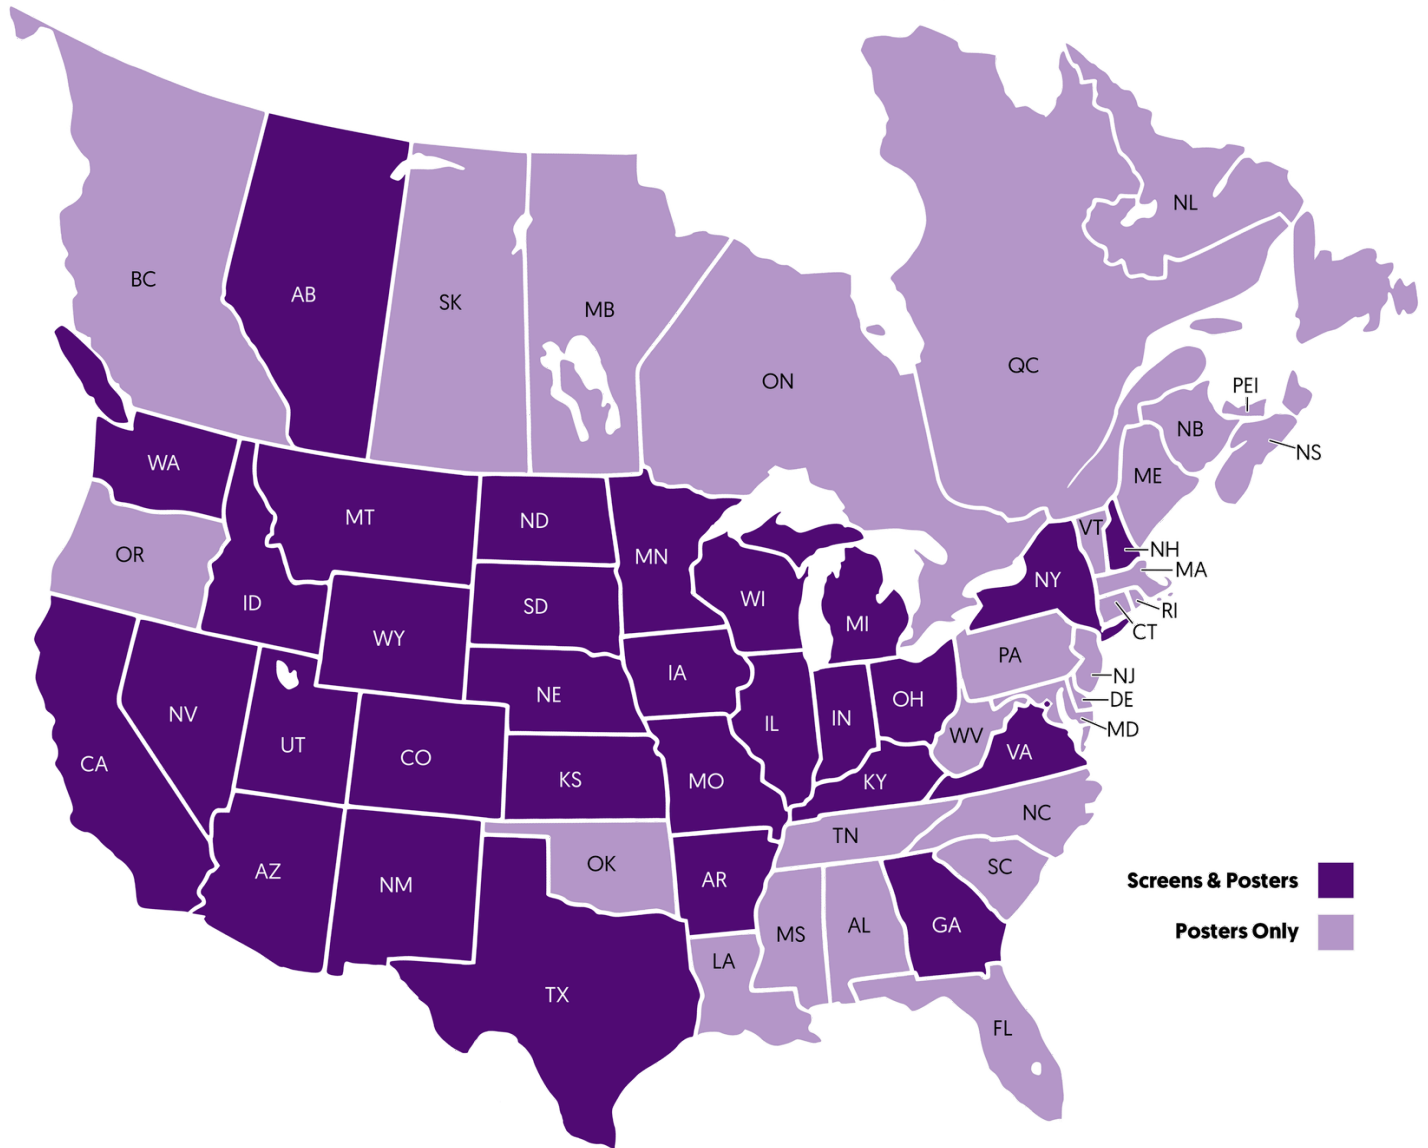 NL
BC
AB
SK
MB
QC
ON
PEI
NB
NS
WA
ME
MT
ND
VT
OR
MN
NH
MA
NY
ID
SD
WI
RI
MI
CT
WY
PA
IA
NJ
NE
OH
DE
NV
IN
IL
MD
WV
UT
VA
CO
CA
KS
MO
KY
NC
TN
OK
SC
AZ
AR
NM
Screens & Posters
GA
AL
Posters Only
MS
LA
TX
FL